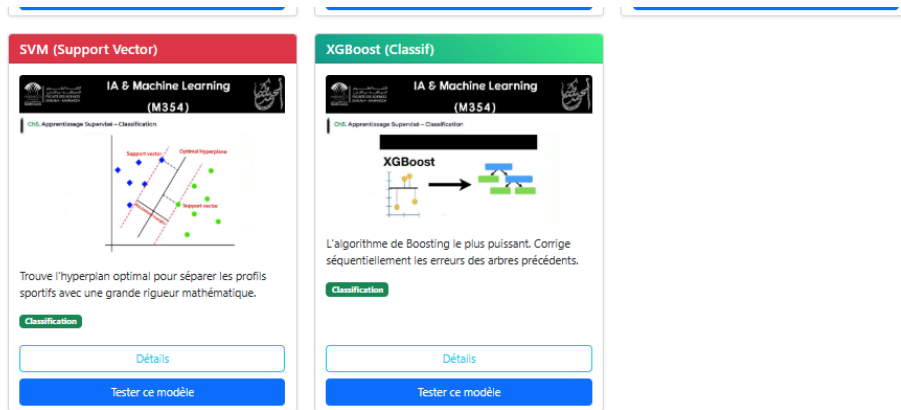 SVM (Support Vector)
IA & Machine Learning
(M354)
Ch5. Apprentissage Supervisé – Classification
Support vector
Optimal Hyperplane
Support vector
Trouve l'hyperplan optimal pour séparer les profils
sportifs avec une grande rigueur mathématique.
Classification
Détails
Tester ce modèle
XGBoost (Classif)
IA & Machine Learning
(M354)
Ch5. Apprentissage Supervisé – Classification
XGBoost
L'algorithme de Boosting le plus puissant. Corrige
séquentiellement les erreurs des arbres précédents.
Classification
Détails
Tester ce modèle